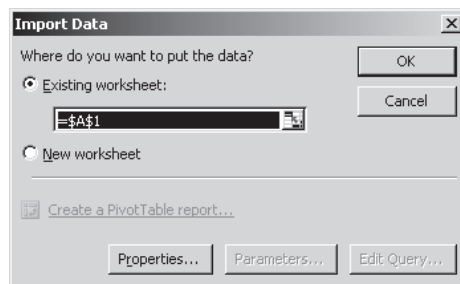 Import Data
Where do you want to put the data?
OK
Existing worksheet:
Cancel
=$A$1
New worksheet
Create a PivotTable report...
Properties... Parameters... Edit Query...